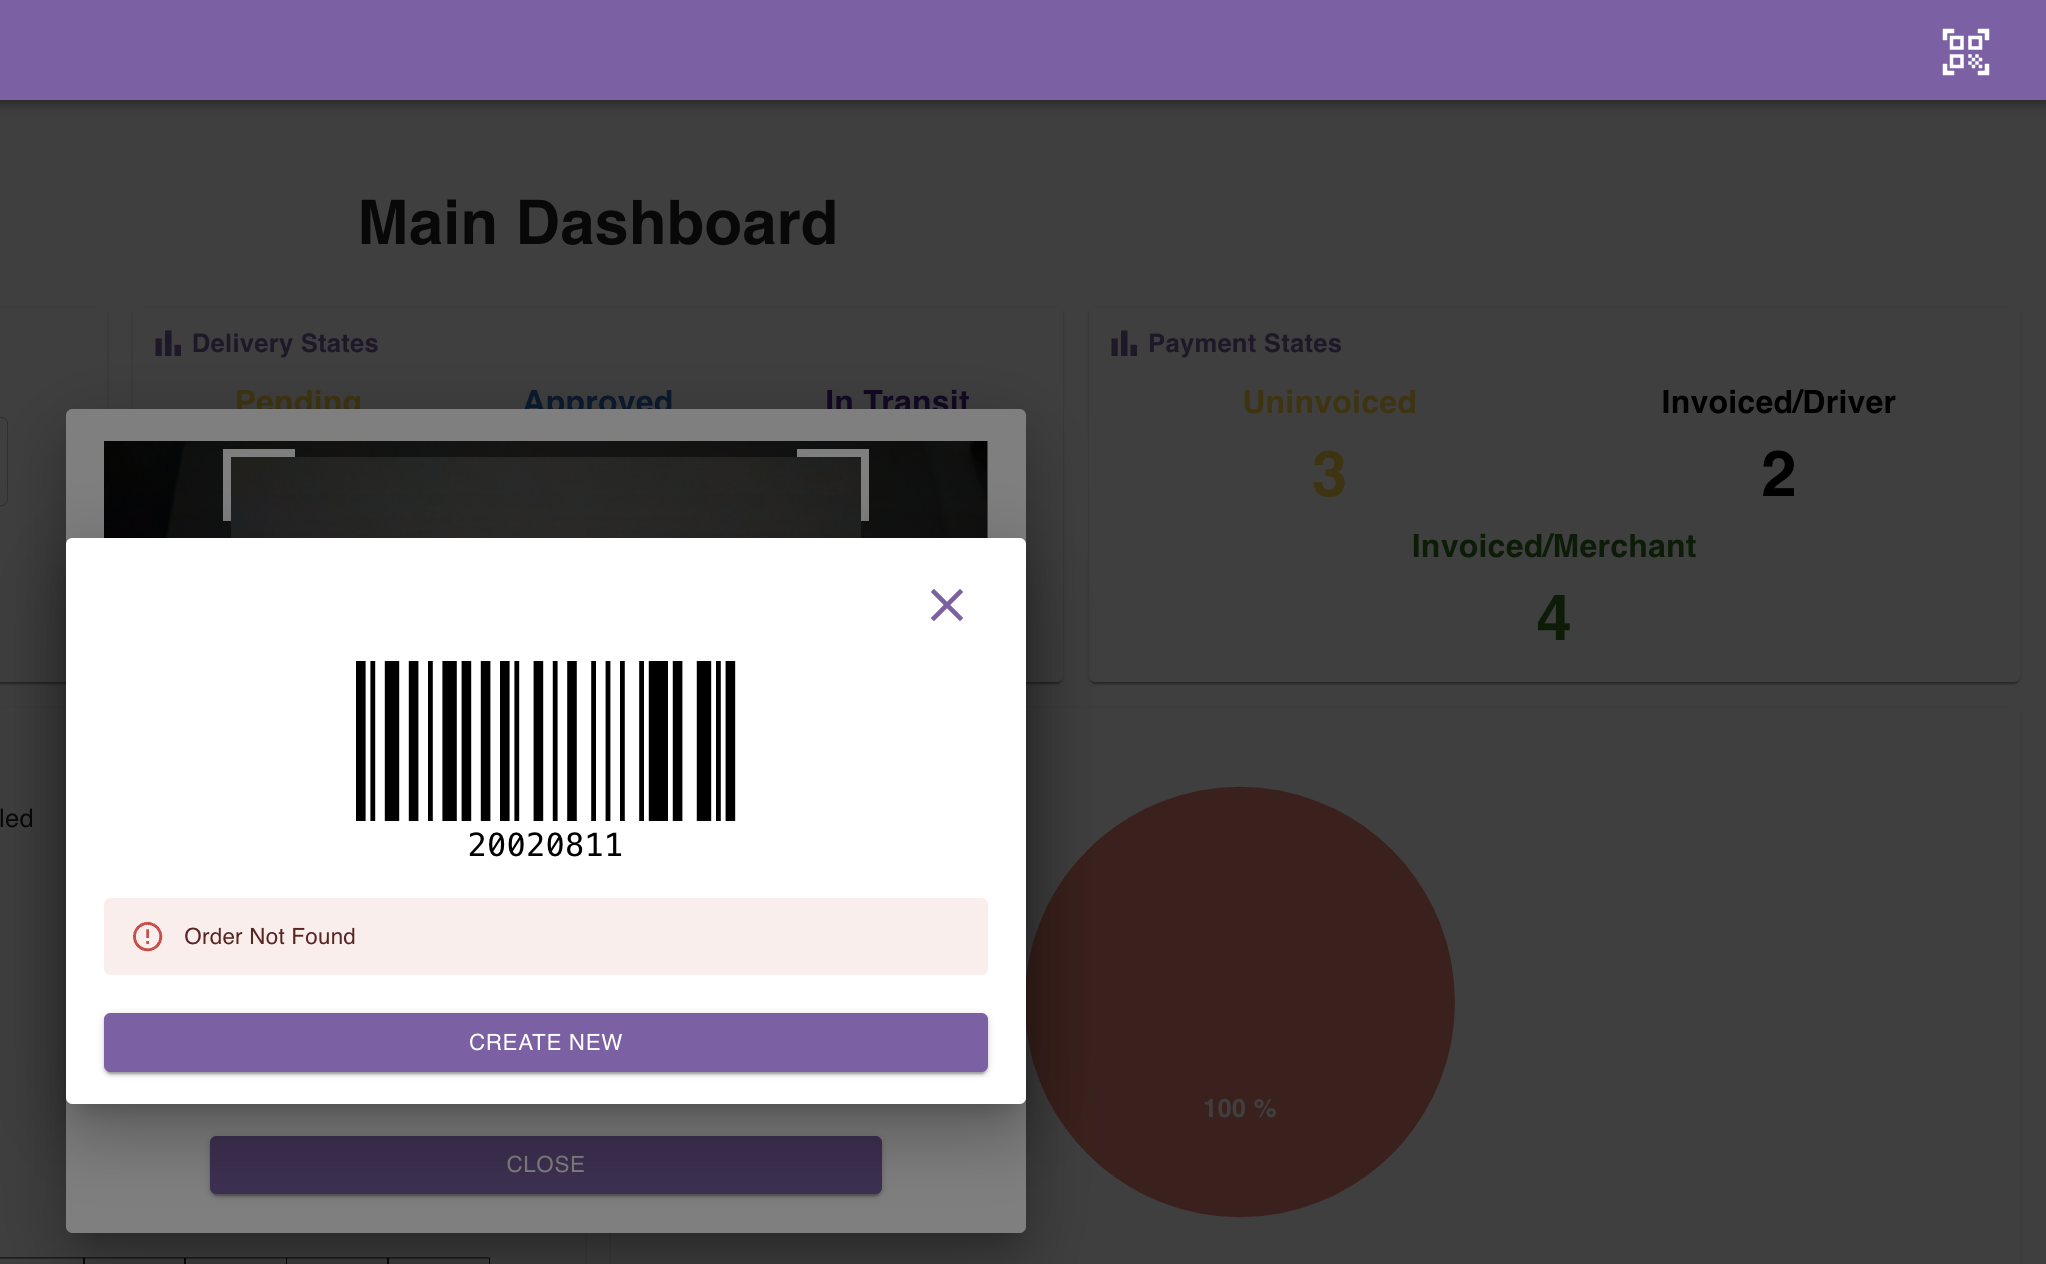 Main Dashboard
Delivery States
Pending
Approved
In Transit
Payment States
Uninvoiced
Invoiced/Driver
3
2
Invoiced/Merchant
4
led
20020811
Order Not Found
CREATE NEW
100 %
CLOSE